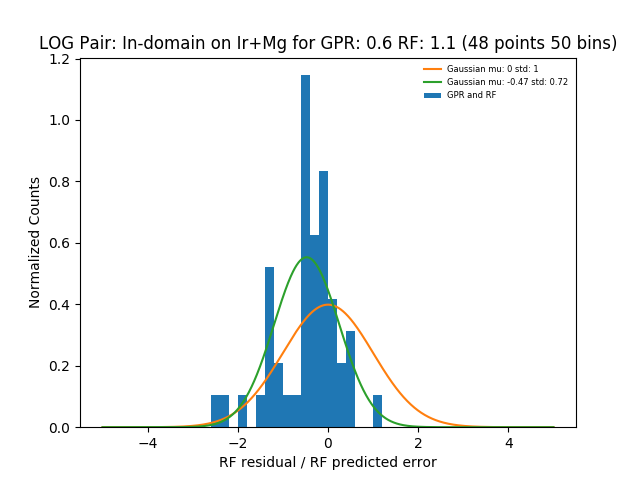 LOG Pair: In-domain on Ir+Mg for GPR: 0.6 RF: 1.1 (48 points 50 bins)
Gaussian mu: 0 std: 1
Gaussian mu: -0.47 std: 0.72
GPR and RF
1.2
1.0
0.8
0.6
0.4
0.2
0.0
Normalized Counts
−4 −2 0 2 4
RF residual / RF predicted error